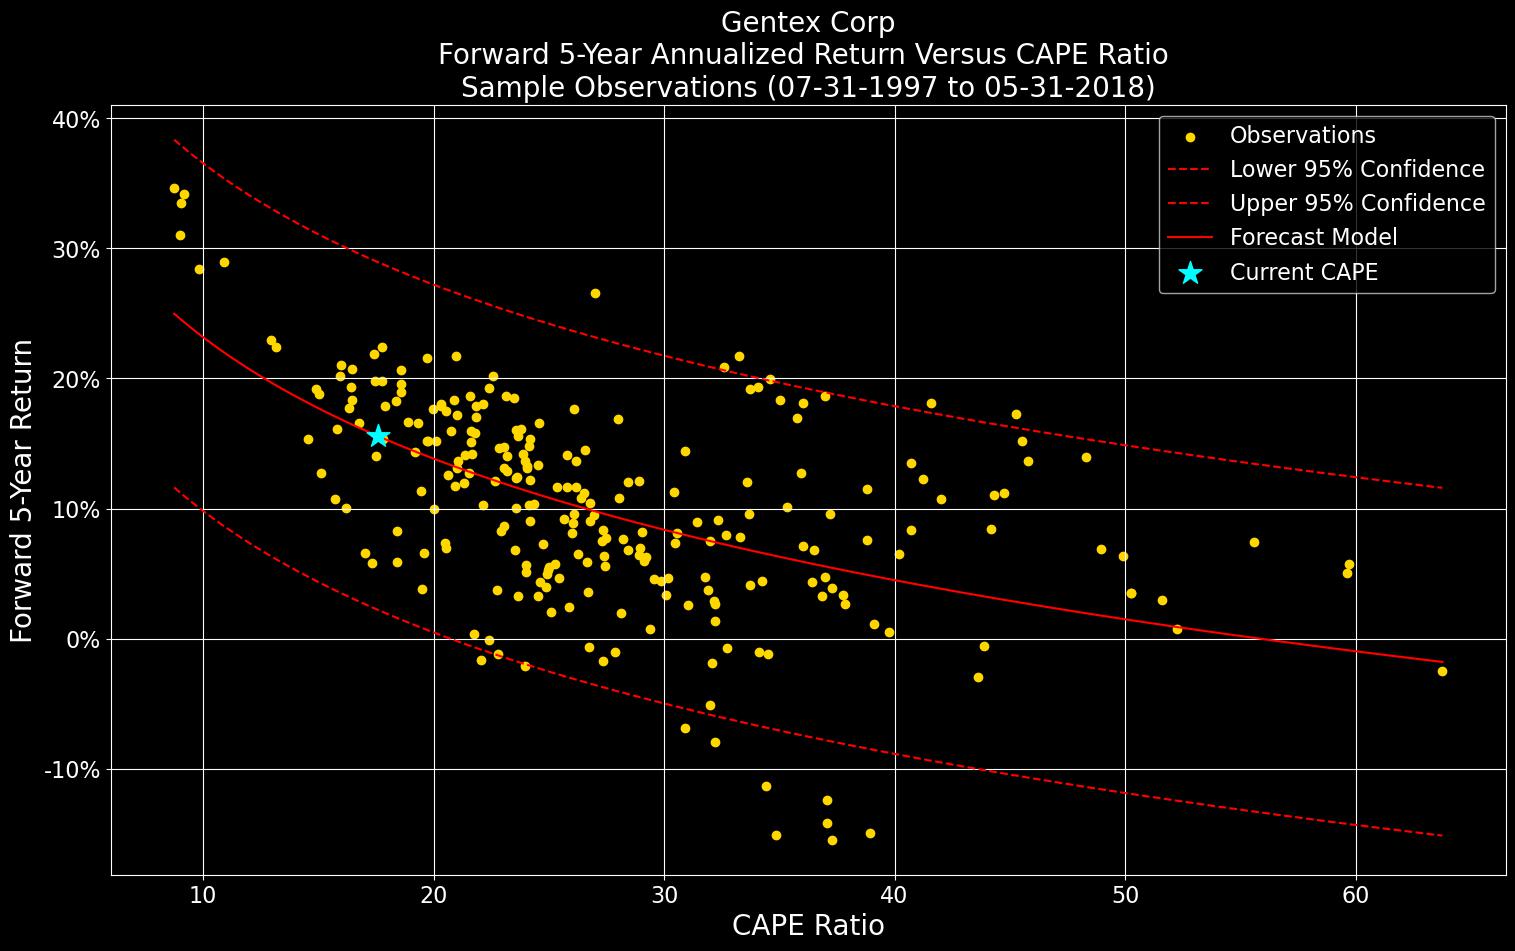 Gentex Corp
Forward 5-Year Annualized Return Versus CAPE Ratio
Sample Observations (07-31-1997 to 05-31-2018)
Observations
Lower 95% Confidence
Upper 95% Confidence
Forecast Model
Current CAPE
Forward 5-Year Return
40%
30%
20%
10%
0%
-10%
10 20 30 40 50 60
CAPE Ratio